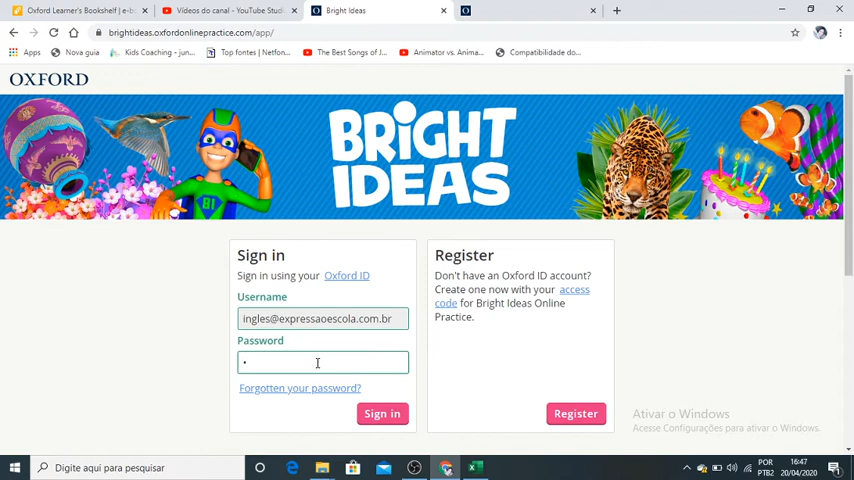 Oxford Learner's Bookshelf | e-bo
Vídeos do canal - YouTube Studi
Bright Ideas
brightideas.oxfordonlinepractice.com/app/
Apps
Nova guia
Kids Coaching - jun...
Top fontes | Netfon...
The Best Songs of J...
Animator vs. Anima...
Compatibilidade do...
OXFORD
BRIGHT
IDEAS
BI
Sign in
Sign in using your Oxford ID
Username
ingles@expressaoescola.com.br
Password
Forgotten your password?
Sign in
Register
Don't have an Oxford ID account?
Create one now with your access
code for Bright Ideas Online
Practice.
Register
Ativar o Windows
Acesse Configurações para ativar o Windows.
Digite aqui para pesquisar
POR
PTB2
16:47
20/04/2020